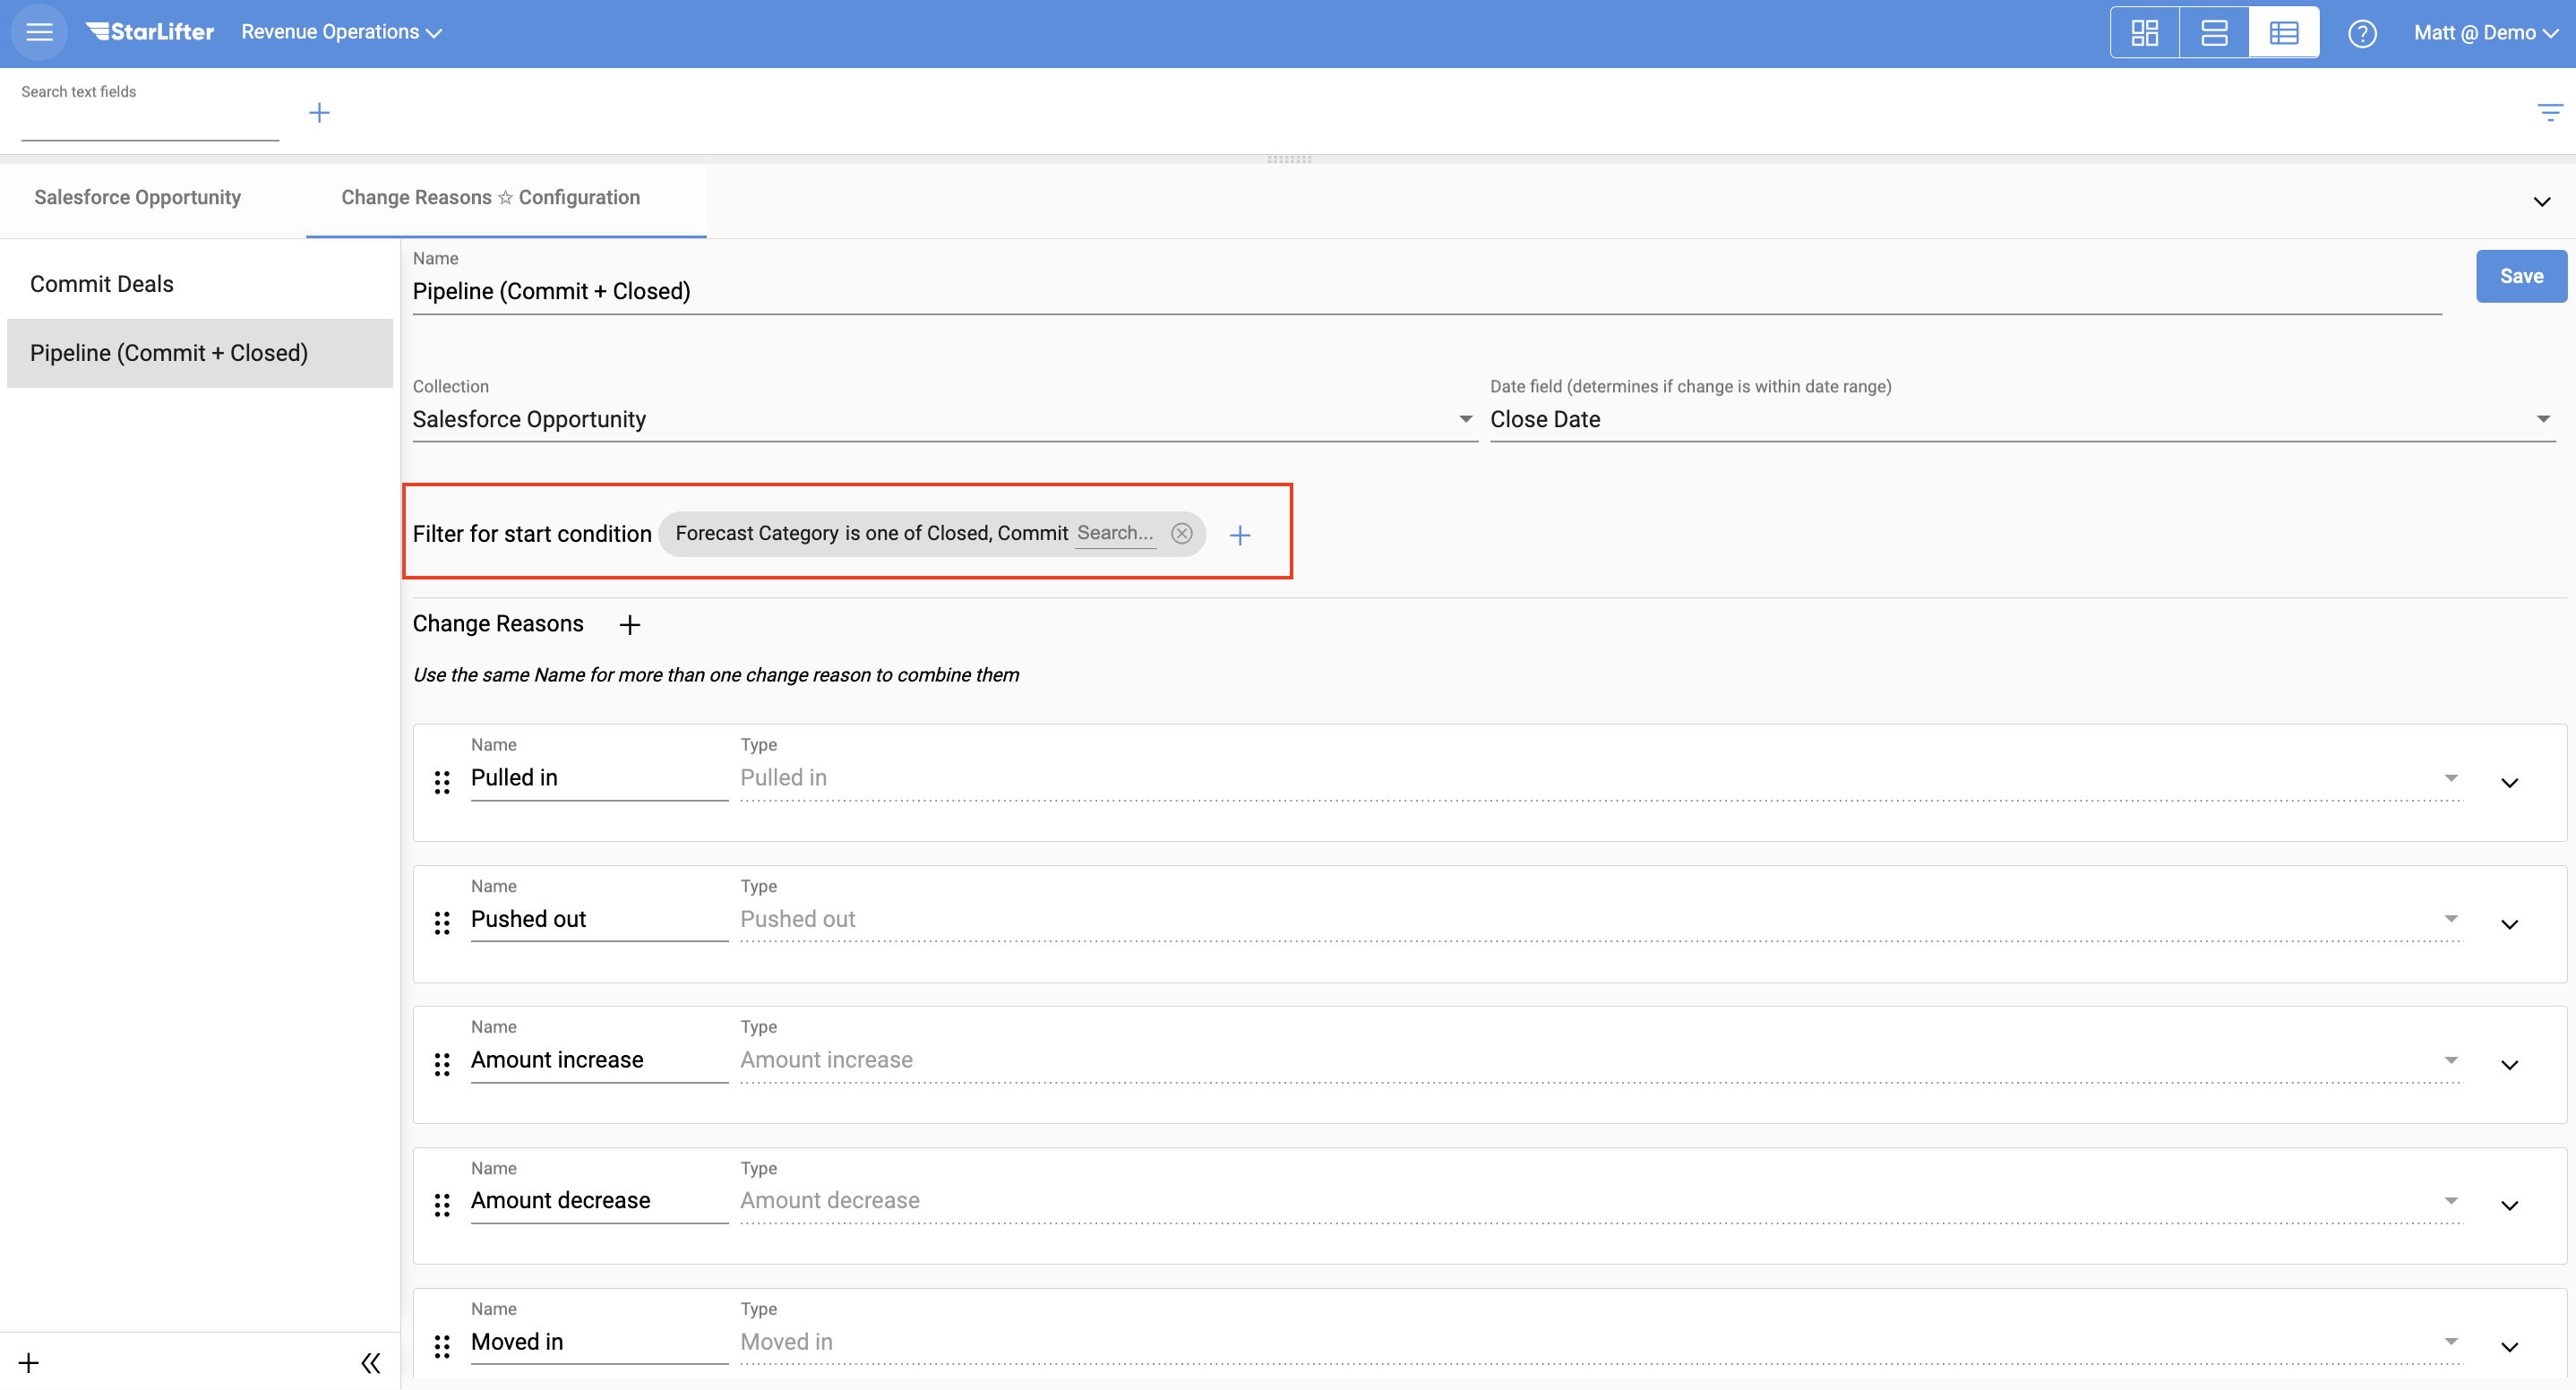 StarLifter Revenue Operations Matt @ Demo
Search text fields
Salesforce Opportunity Change Reasons ☆ Configuration
Commit Deals
Pipeline (Commit + Closed)
Name
Pipeline (Commit + Closed)
Save
Collection
Salesforce Opportunity
Date field (determines if change is within date range)
Close Date
Filter for start condition Forecast Category is one of Closed, Commit Search...
Change Reasons
Use the same Name for more than one change reason to combine them
Name Type
Pulled in Pulled in
Name Type
Pushed out Pushed out
Name Type
Amount increase Amount increase
Name Type
Amount decrease Amount decrease
Name Type
Moved in Moved in